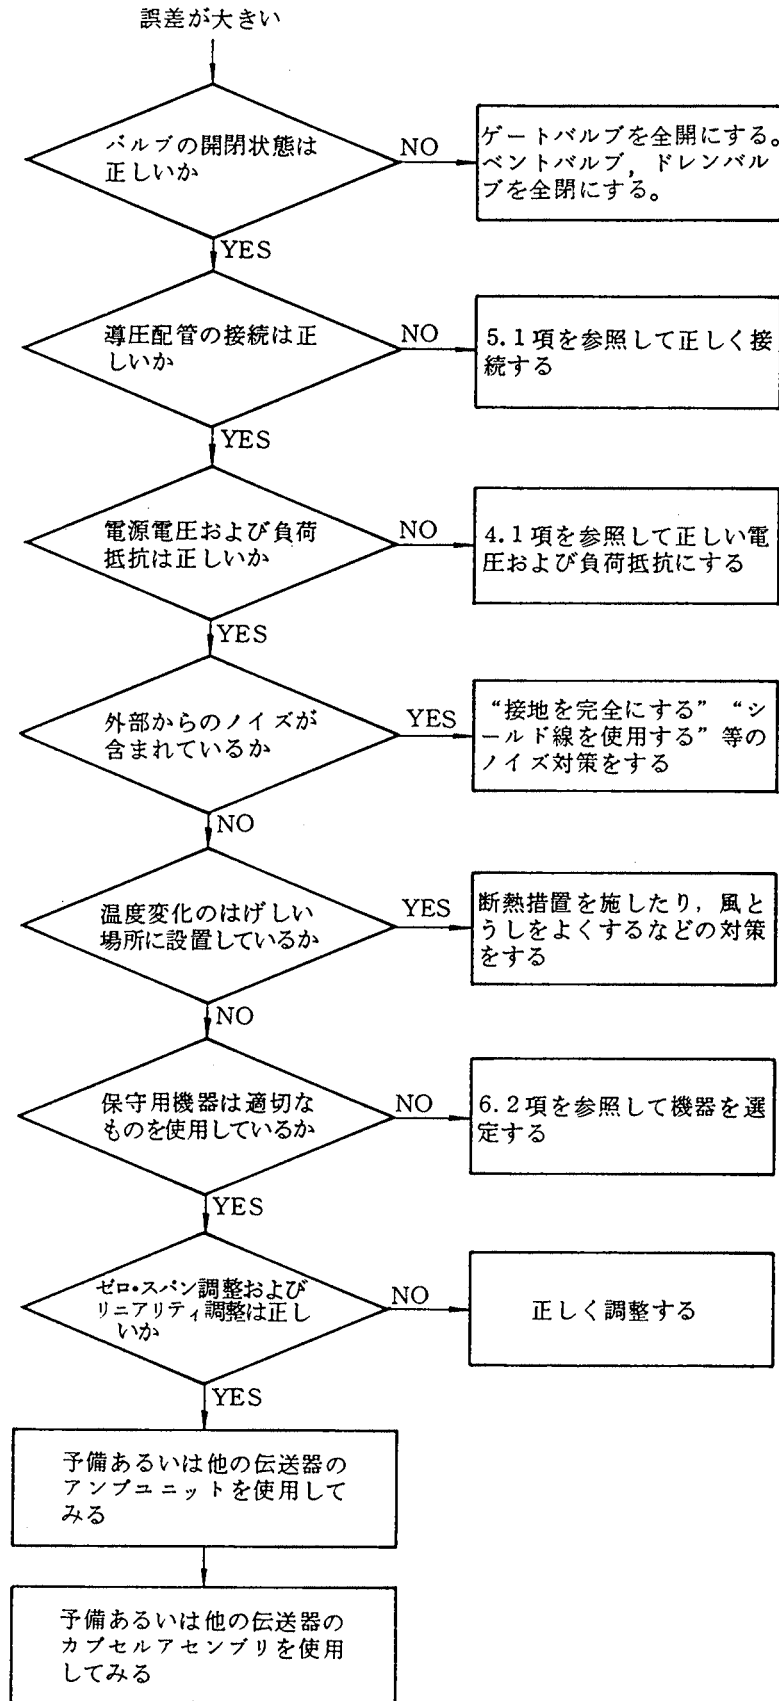 誤差が大きい
バルブの開閉状態は
正しいか
NO
ゲートバルブを全開にする。
ベントバルブ,ドレンバル
ブを全閉にする。
YES
導圧配管の接続は正
しいか
NO
5.1項を参照して正しく接
続する
YES
電源電圧および負荷
抵抗は正しいか
NO
4.1項を参照して正しい電
圧および負荷抵抗にする
YES
外部からのノイズが
含まれているか
YES
“接地を完全にする”“シ
ールド線を使用する”等の
ノイズ対策をする
NO
温度変化のはげしい
場所に設置しているか
YES
断熱措置を施したり,風と
うしをよくするなどの対策
をする
NO
保守用機器は適切な
ものを使用しているか
NO
6.2項を参照して機器を選
定する
YES
ゼロ・スパン調整および
リニアリティ調整は正し
いか
NO
正しく調整する
YES
予備あるいは他の伝送器の
アンプユニットを使用して
みる
予備あるいは他の伝送器の
カプセルアセンブリを使用
してみる